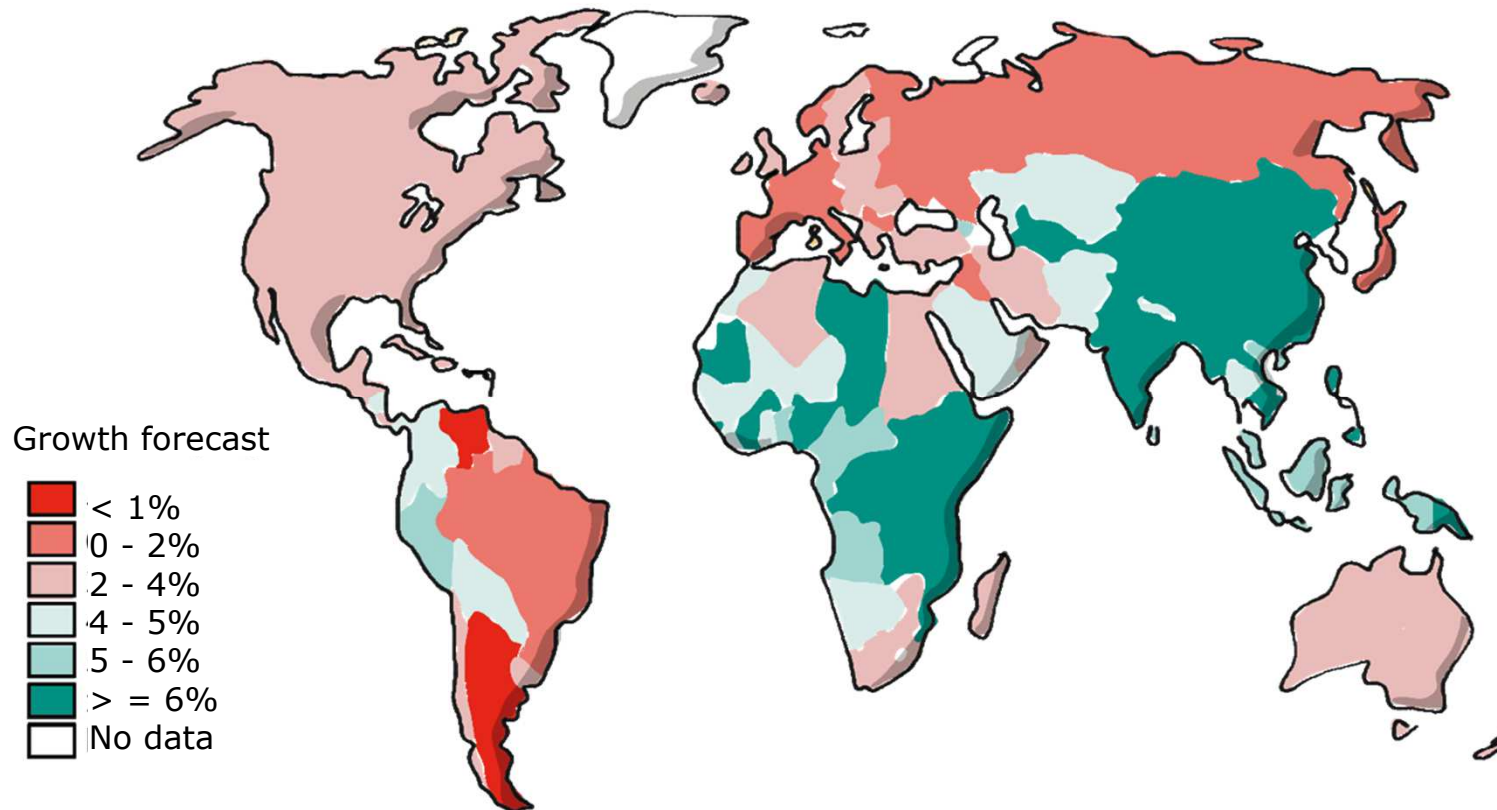 Growth forecast
< 1%
0 - 2%
2 - 4%
4 - 5%
5 - 6%
> = 6%
No data